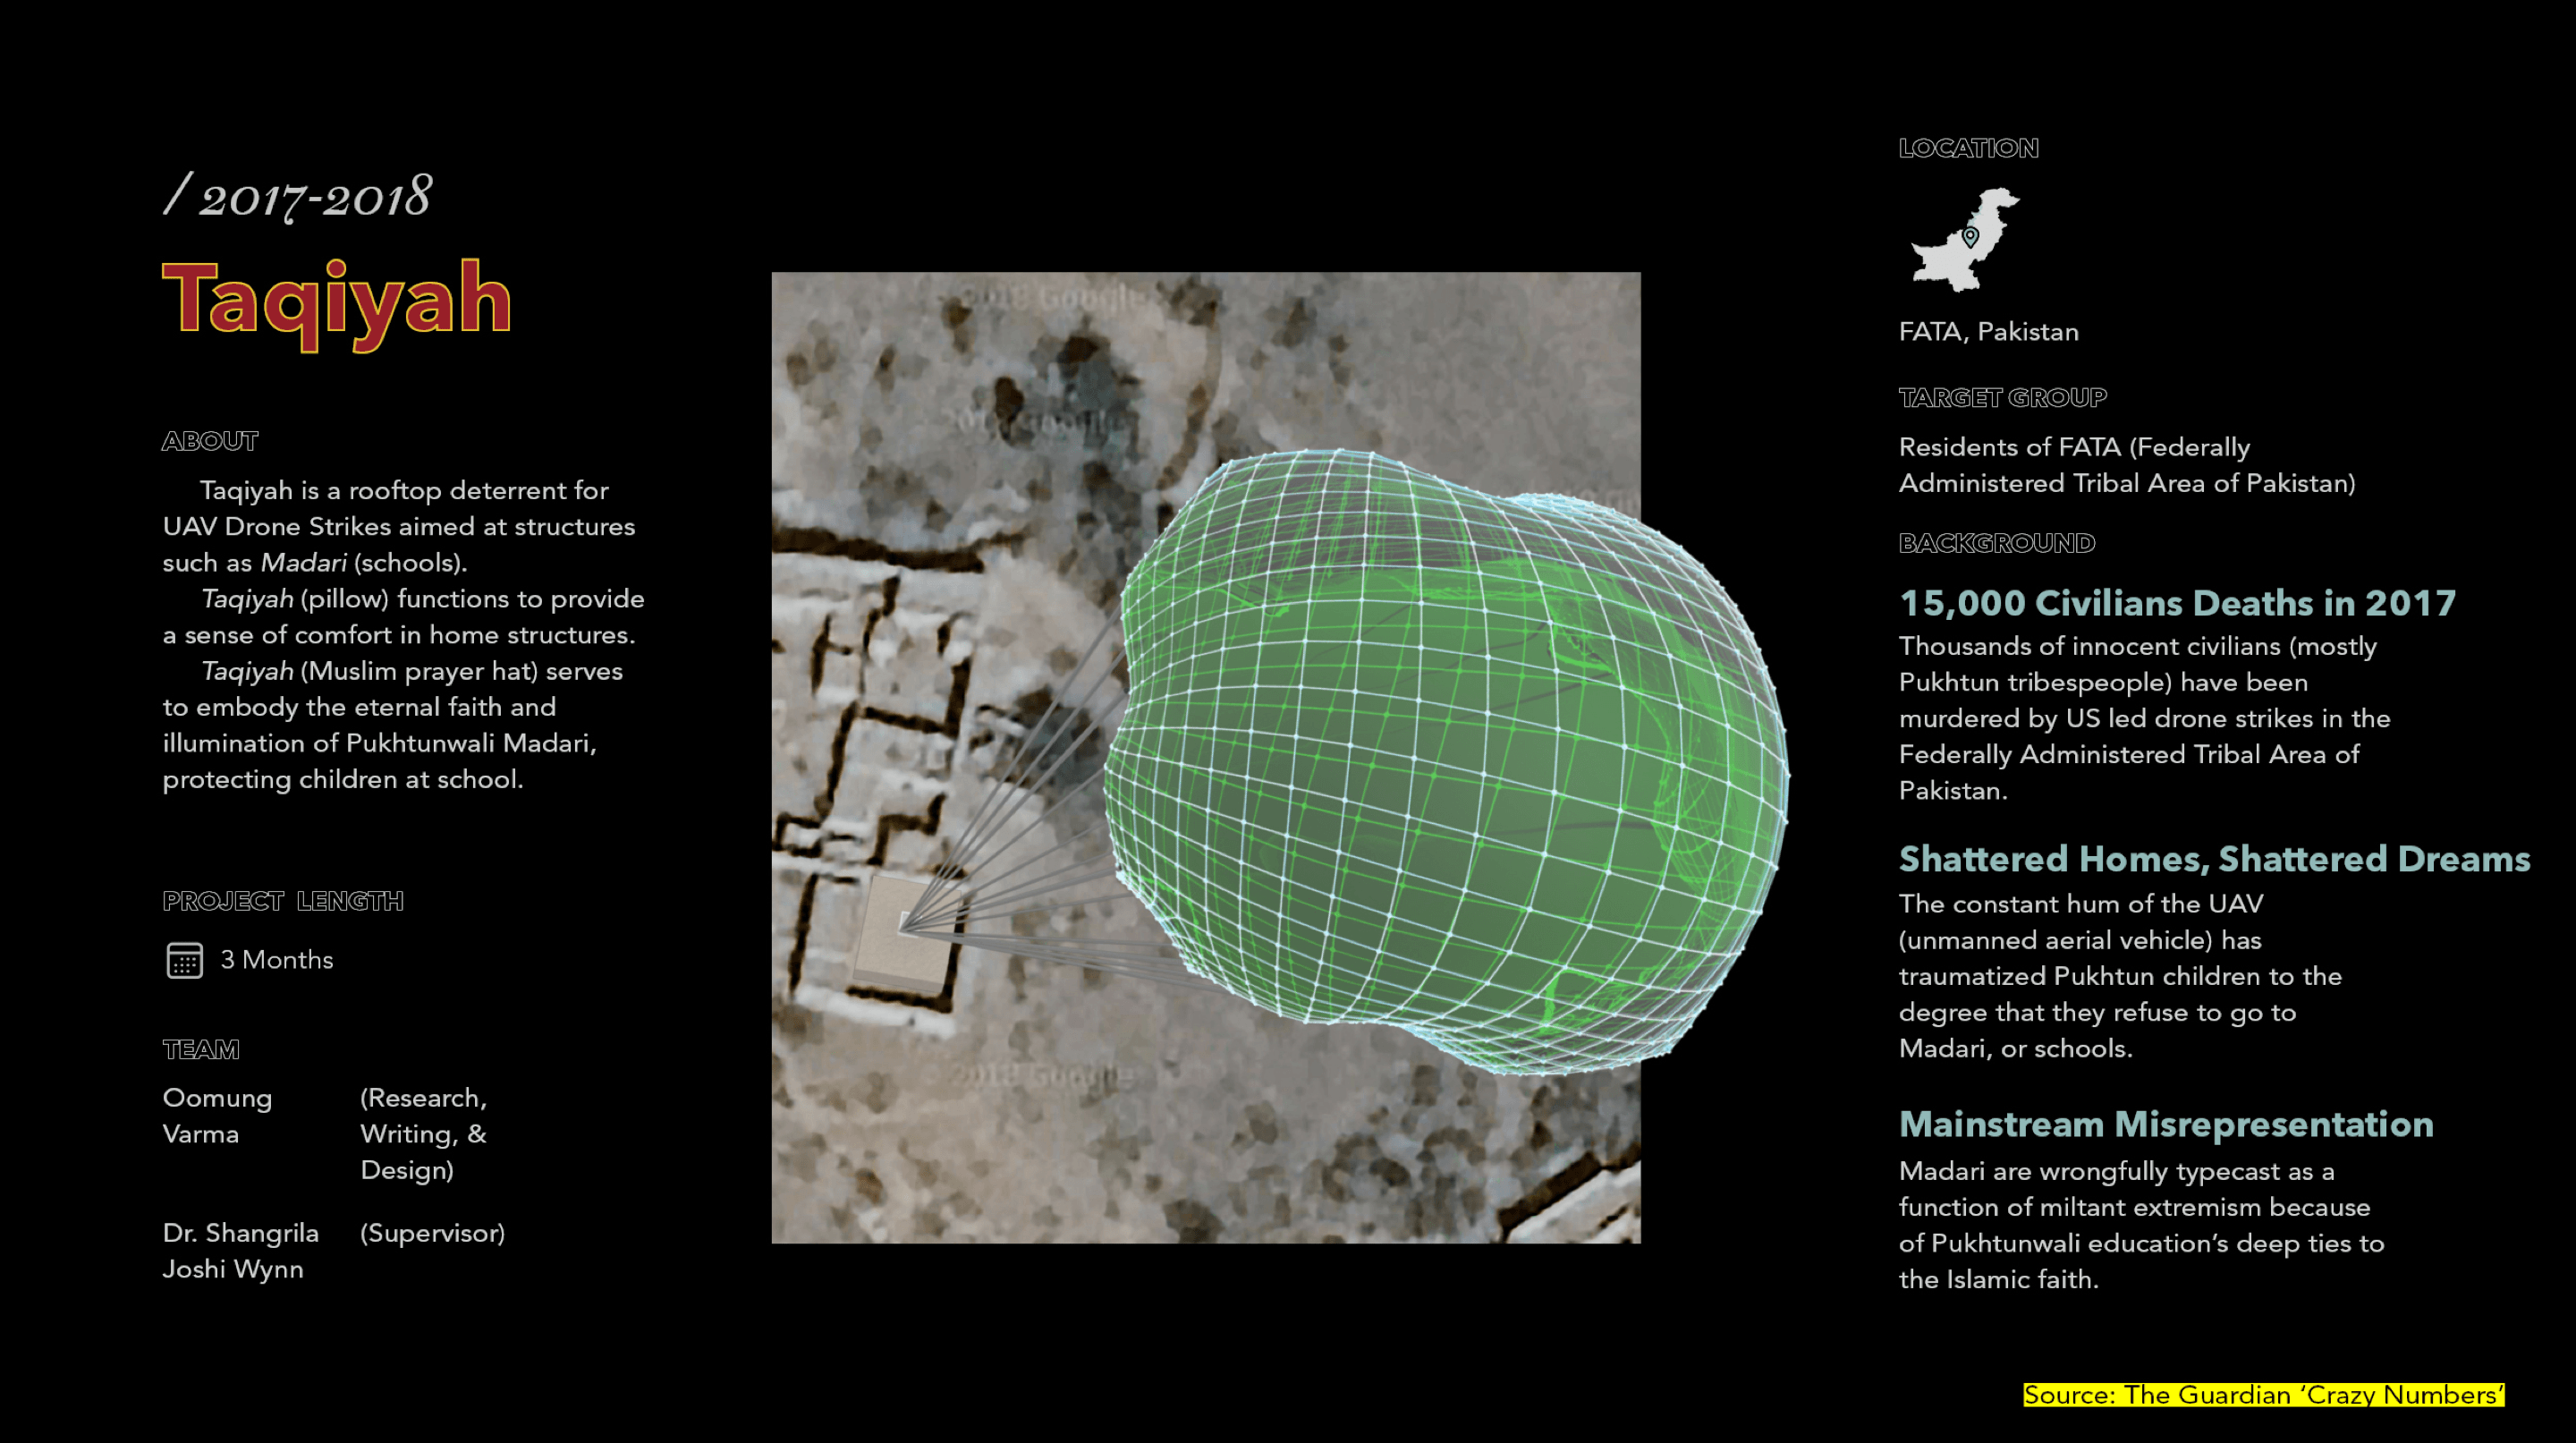 / 2017-2018
Taqiyah
ABOUT
Taqiyah is a rooftop deterrent for
UAV Drone Strikes aimed at structures
such as Madari (schools).
Taqiyah (pillow) functions to provide
a sense of comfort in home structures.
Taqiyah (Muslim prayer hat) serves
to embody the eternal faith and
illumination of Pukhtunwali Madari,
protecting children at school.
PROJECT LENGTH
3 Months
TEAM
Oomung
Varma
(Research,
Writing, &
Design)
Dr. Shangrila
Joshi Wynn
(Supervisor)
2018 Google
2018 Google
© 2018 Google
LOCATION
FATA, Pakistan
TARGET GROUP
Residents of FATA (Federally
Administered Tribal Area of Pakistan)
BACKGROUND
15,000 Civilians Deaths in 2017
Thousands of innocent civilians (mostly
Pukhtun tribespeople) have been
murdered by US led drone strikes in the
Federally Administered Tribal Area of
Pakistan.
Shattered Homes, Shattered Dreams
The constant hum of the UAV
(unmanned aerial vehicle) has
traumatized Pukhtun children to the
degree that they refuse to go to
Madari, or schools.
Mainstream Misrepresentation
Madari are wrongfully typecast as a
function of miltant extremism because
of Pukhtunwali education’s deep ties to
the Islamic faith.
Source: The Guardian ‘Crazy Numbers’